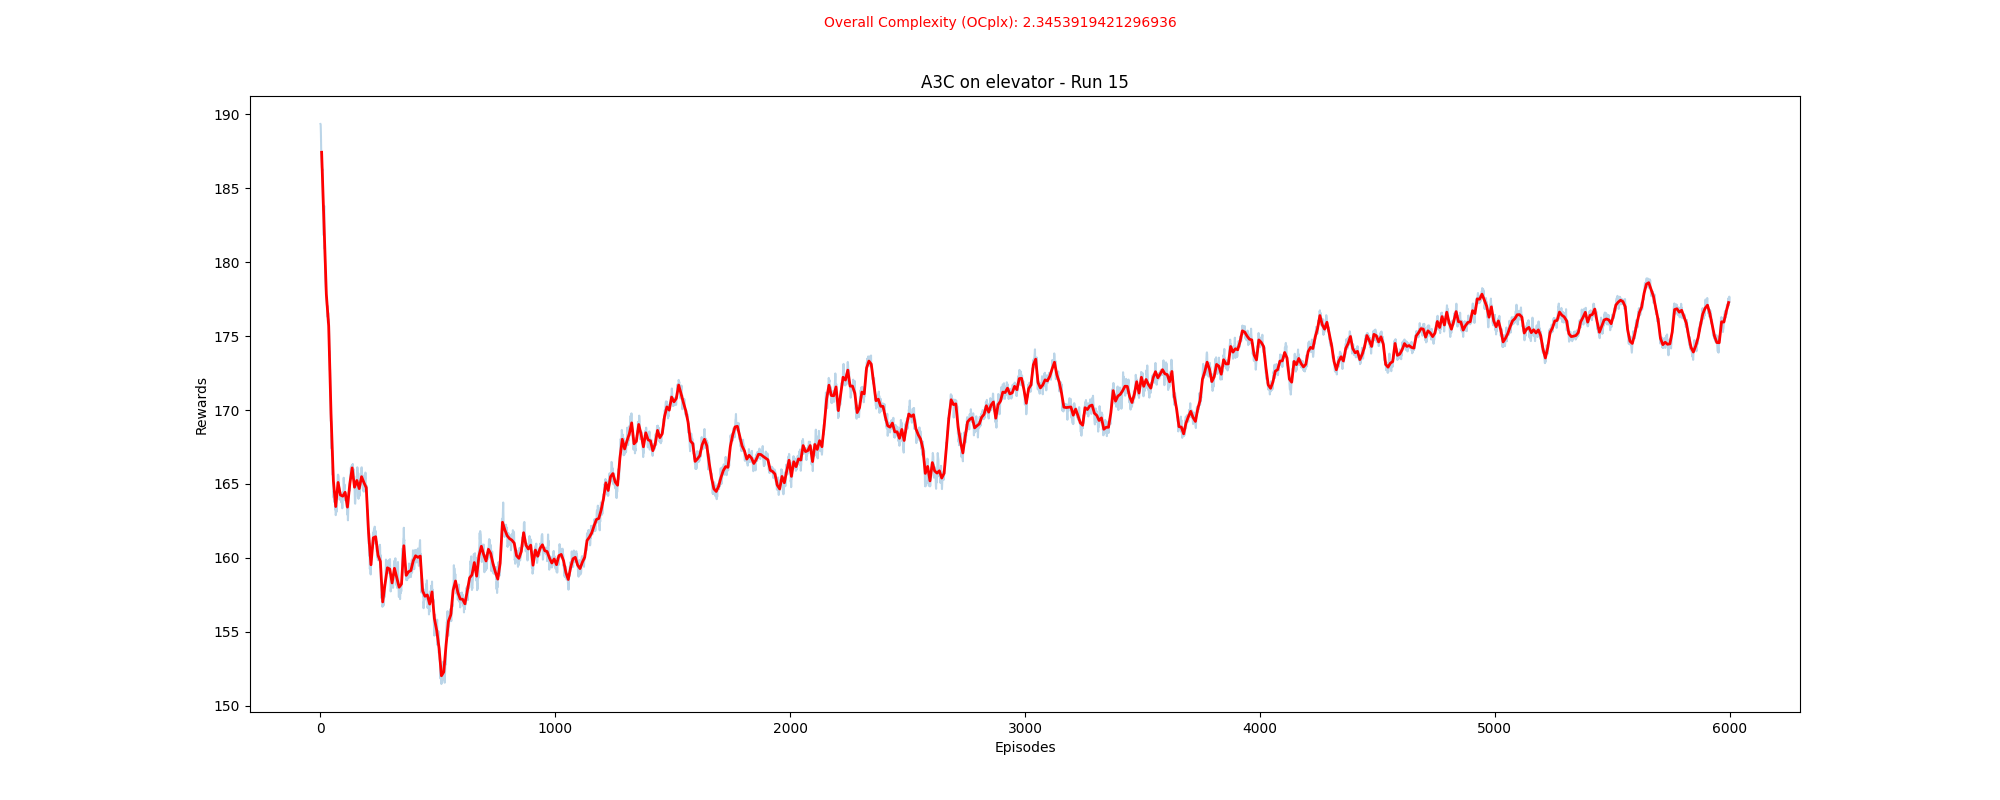 Overall Complexity (OCplx): 2.3453919421296936
A3C on elevator - Run 15
190
185
180
175
170
165
160
155
150
Rewards
0 1000 2000 3000 4000 5000 6000
Episodes